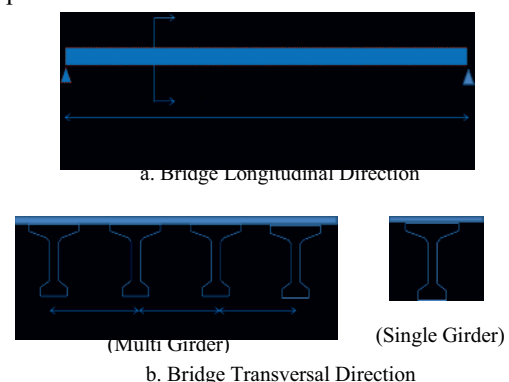 a. Bridge Longitudinal Direction
(Multi Girder)
(Single Girder)
b. Bridge Transversal Direction